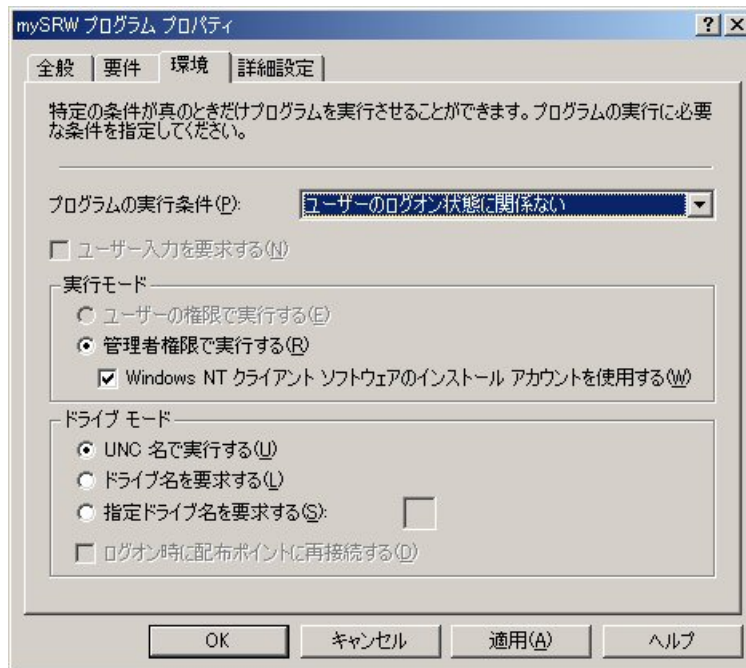 mySRW プログラム プロパティ
全般
要件
環境
詳細設定
特定の条件が真のときだけプログラムを実行させることができます。プログラムの実行に必要
な条件を指定してください。
プログラムの実行条件(P):
ユーザーのログオン状態に関係ない
ユーザー入力を要求する(N)
実行モード
ユーザーの権限で実行する(E)
管理者権限で実行する(R)
Windows NT クライアント ソフトウェアのインストール アカウントを使用する(W)
ドライブ モード
UNC 名で実行する(U)
ドライブ名を要求する(L)
指定ドライブ名を要求する(S):
ログオン時に配布ポイントに再接続する(D)
OK
キャンセル
適用(A)
ヘルプ